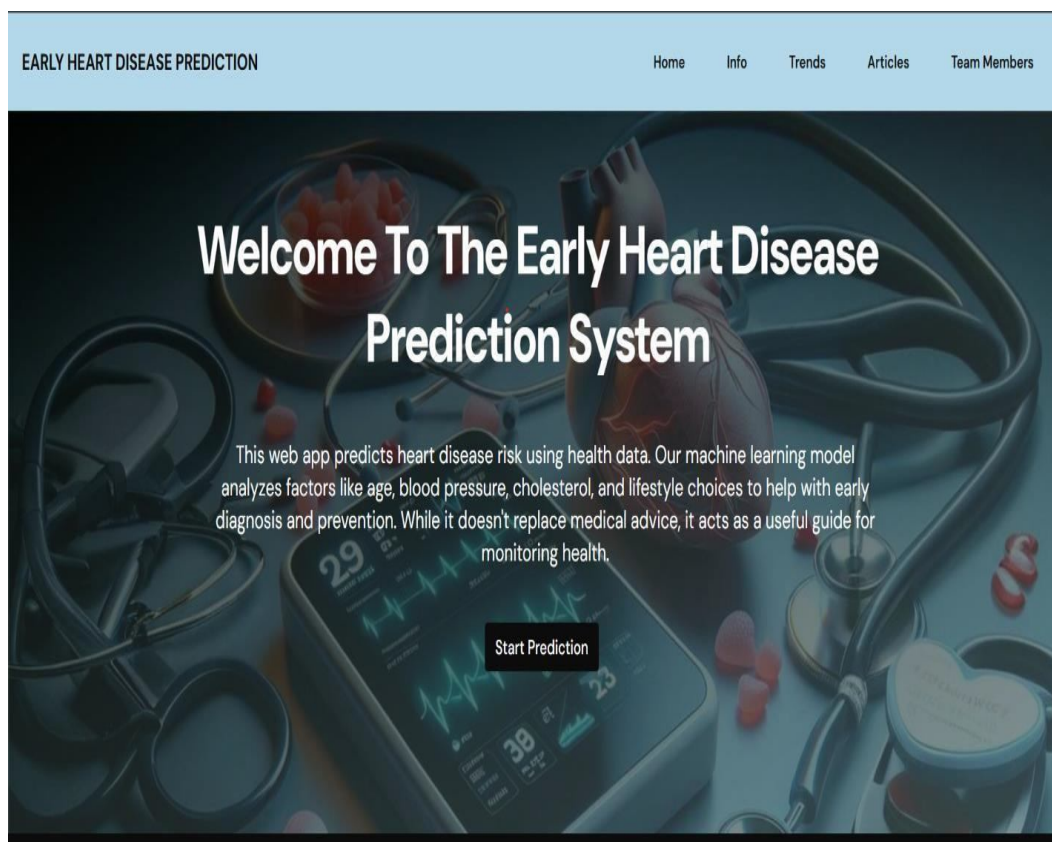 EARLY HEART DISEASE PREDICTION
Home Info Trends Articles Team Members
Welcome To The Early Heart Disease
Prediction System
This web app predicts heart disease risk using health data. Our machine learning model
analyzes factors like age, blood pressure, cholesterol, and lifestyle choices to help with early
diagnosis and prevention. While it doesn't replace medical advice, it acts as a useful guide for
monitoring health.
29
Start Prediction
23
38